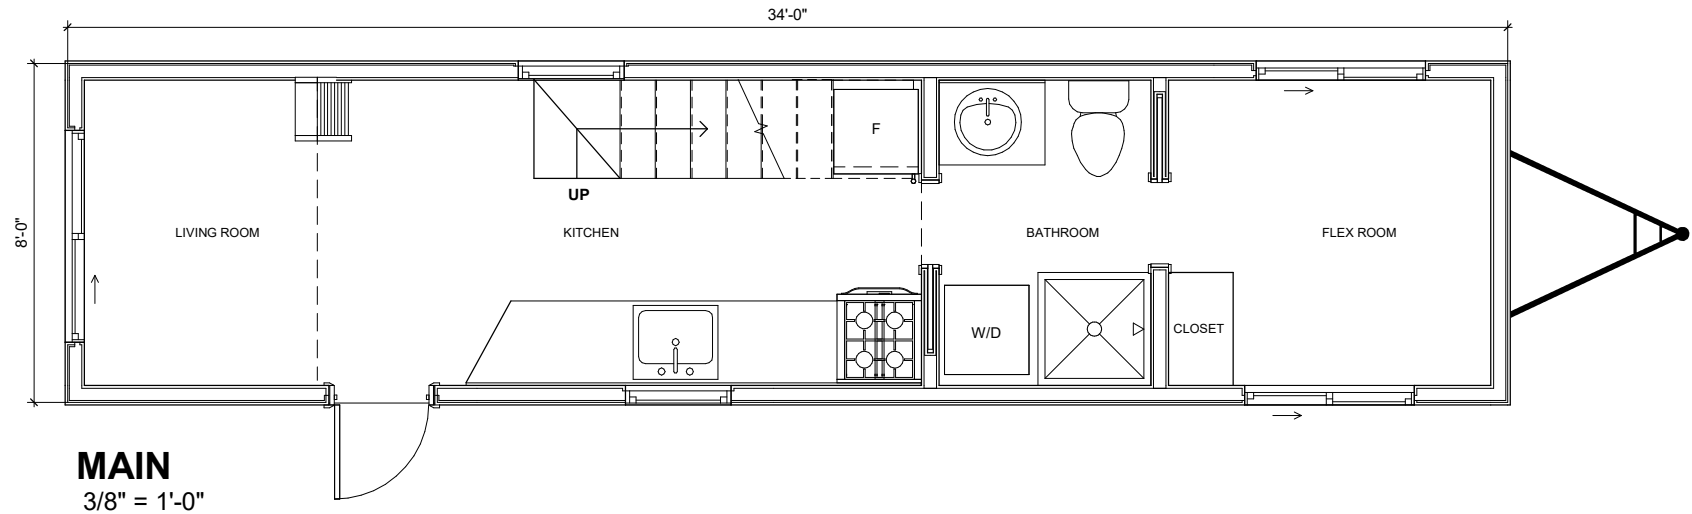 34'-0"
8'-0"
F
UP
LIVING ROOM
KITCHEN
BATHROOM
FLEX ROOM
W/D
CLOSET
MAIN
3/8" = 1'-0"